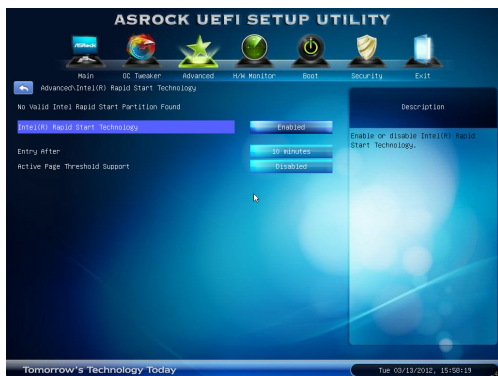 ASROCK UEFI SETUP UTILITY
ASRock
Main OC Tweaker Advanced H/W Monitor Boot Security Exit
Advanced\Intel(R) Rapid Start Technology
No Valid Intel Rapid Start Partition Found
Description
Intel(R) Rapid Start Technology Enabled
Enable or disable Intel(R) Rapid
Start Technology.
Entry After 10 minutes
Active Page Threshold Support Disabled
Tomorrow's Technology Today
Tue 03/13/2012, 15:58:19